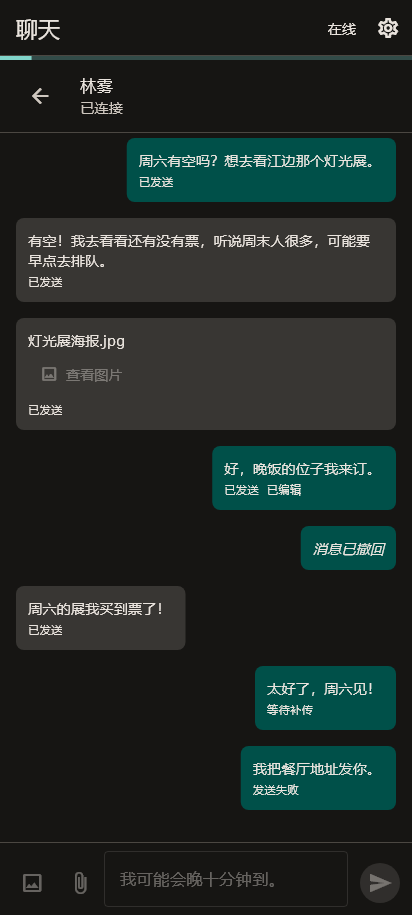 聊天
在线
林雾
已连接
周六有空吗？想去看江边那个灯光展。
已发送
有空！我去看看还有没有票，听说周末人很多，可能要
早点去排队。
已发送
灯光展海报.jpg
查看图片
已发送
好，晚饭的位子我来订。
已发送 已编辑
消息已撤回
周六的展我买到票了！
已发送
太好了，周六见！
等待补传
我把餐厅地址发你。
发送失败
我可能会晚十分钟到。